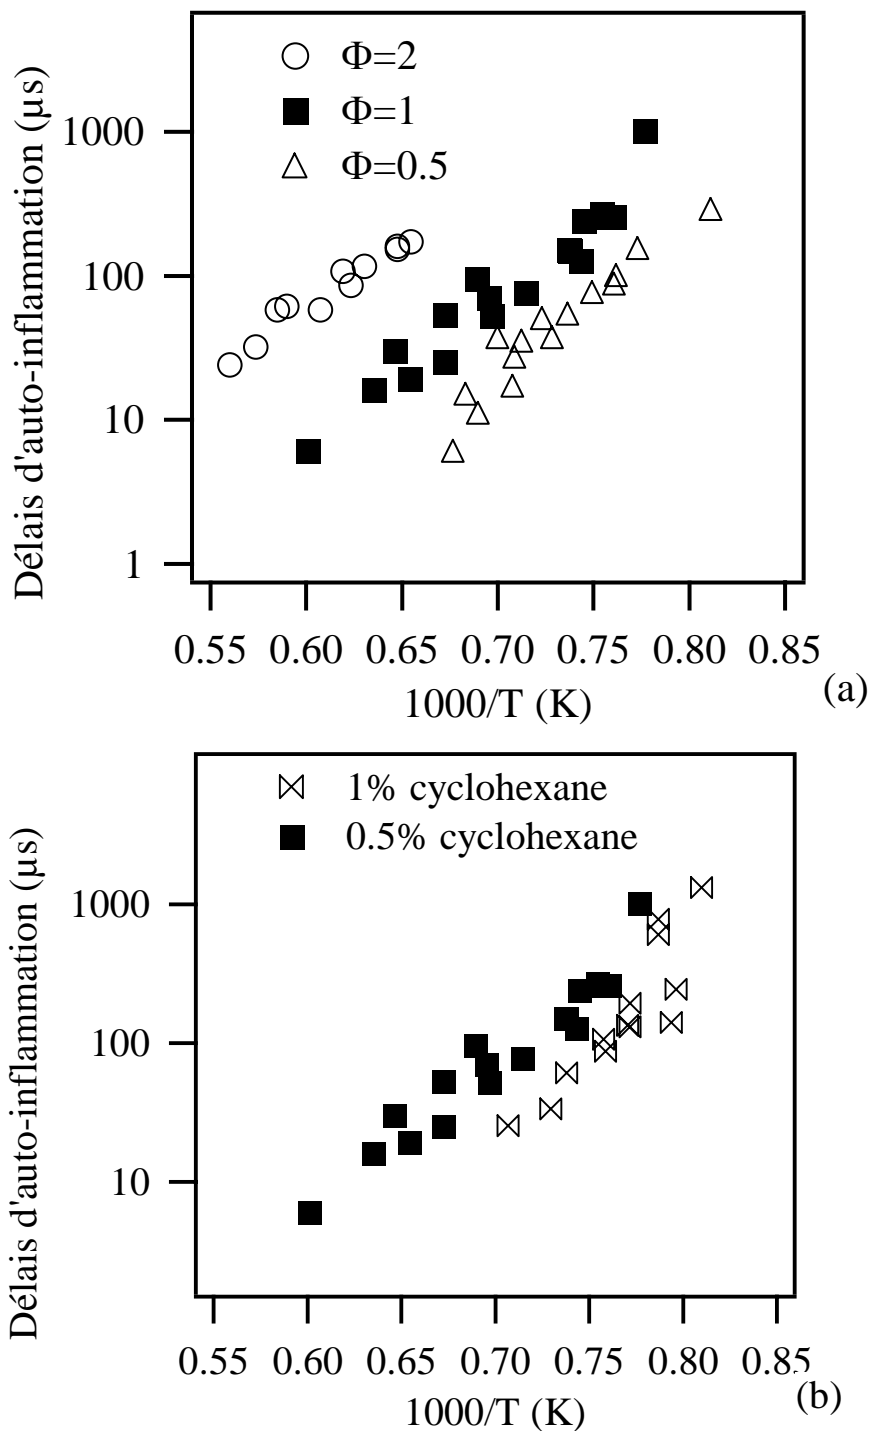 Φ=2
Φ=1
Φ=0.5
Délais d'auto-inflammation (µs)
1000
100
10
1
0.55 0.60 0.65 0.70 0.75 0.80 0.85
1000/T (K)
(a)
1% cyclohexane
0.5% cyclohexane
Délais d'auto-inflammation (µs)
1000
100
10
0.55 0.60 0.65 0.70 0.75 0.80 0.85
1000/T (K)
(b)